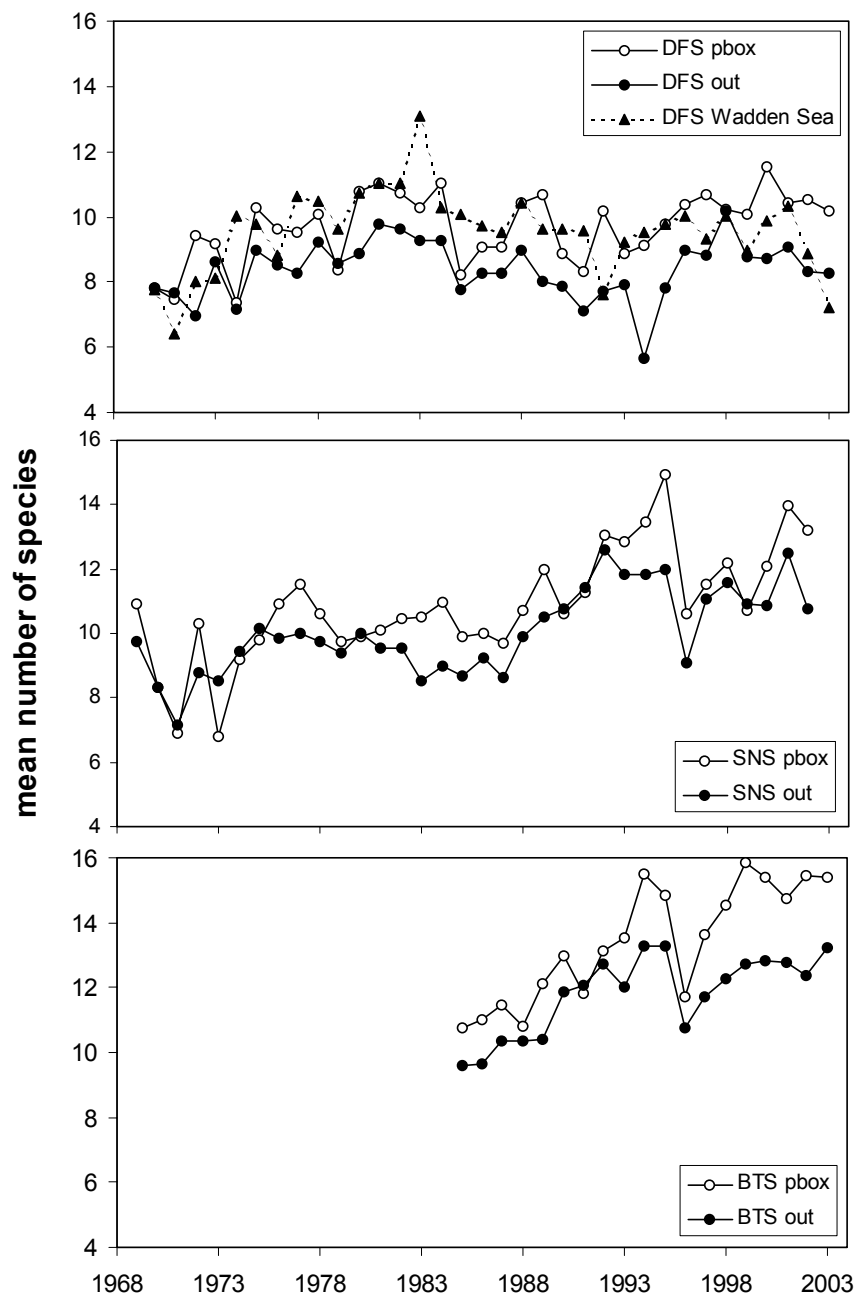 16
14
12
10
8
6
4
DFS pbox
DFS out
DFS Wadden Sea
mean number of species
16
14
12
10
8
6
4
SNS pbox
SNS out
16
14
12
10
8
6
4
BTS pbox
BTS out
1968 1973 1978 1983 1988 1993 1998 2003